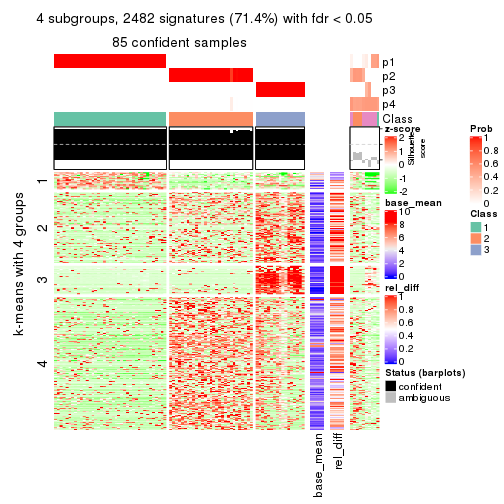 4 subgroups, 2482 signatures (71.4%) with fdr < 0.05
85 confident samples
p1
p2
p3
p4
Class
Silhouette
score
k-means with 4 groups
1
2
3
4
base_mean
rel_diff
z-score
2
1
0
-1
-2
base_mean
10
8
6
4
2
0
rel_diff
1
0.8
0.6
0.4
0.2
0
Status (barplots)
confident
ambiguous
Prob
1
0.8
0.6
0.4
0.2
0
Class
1
2
3